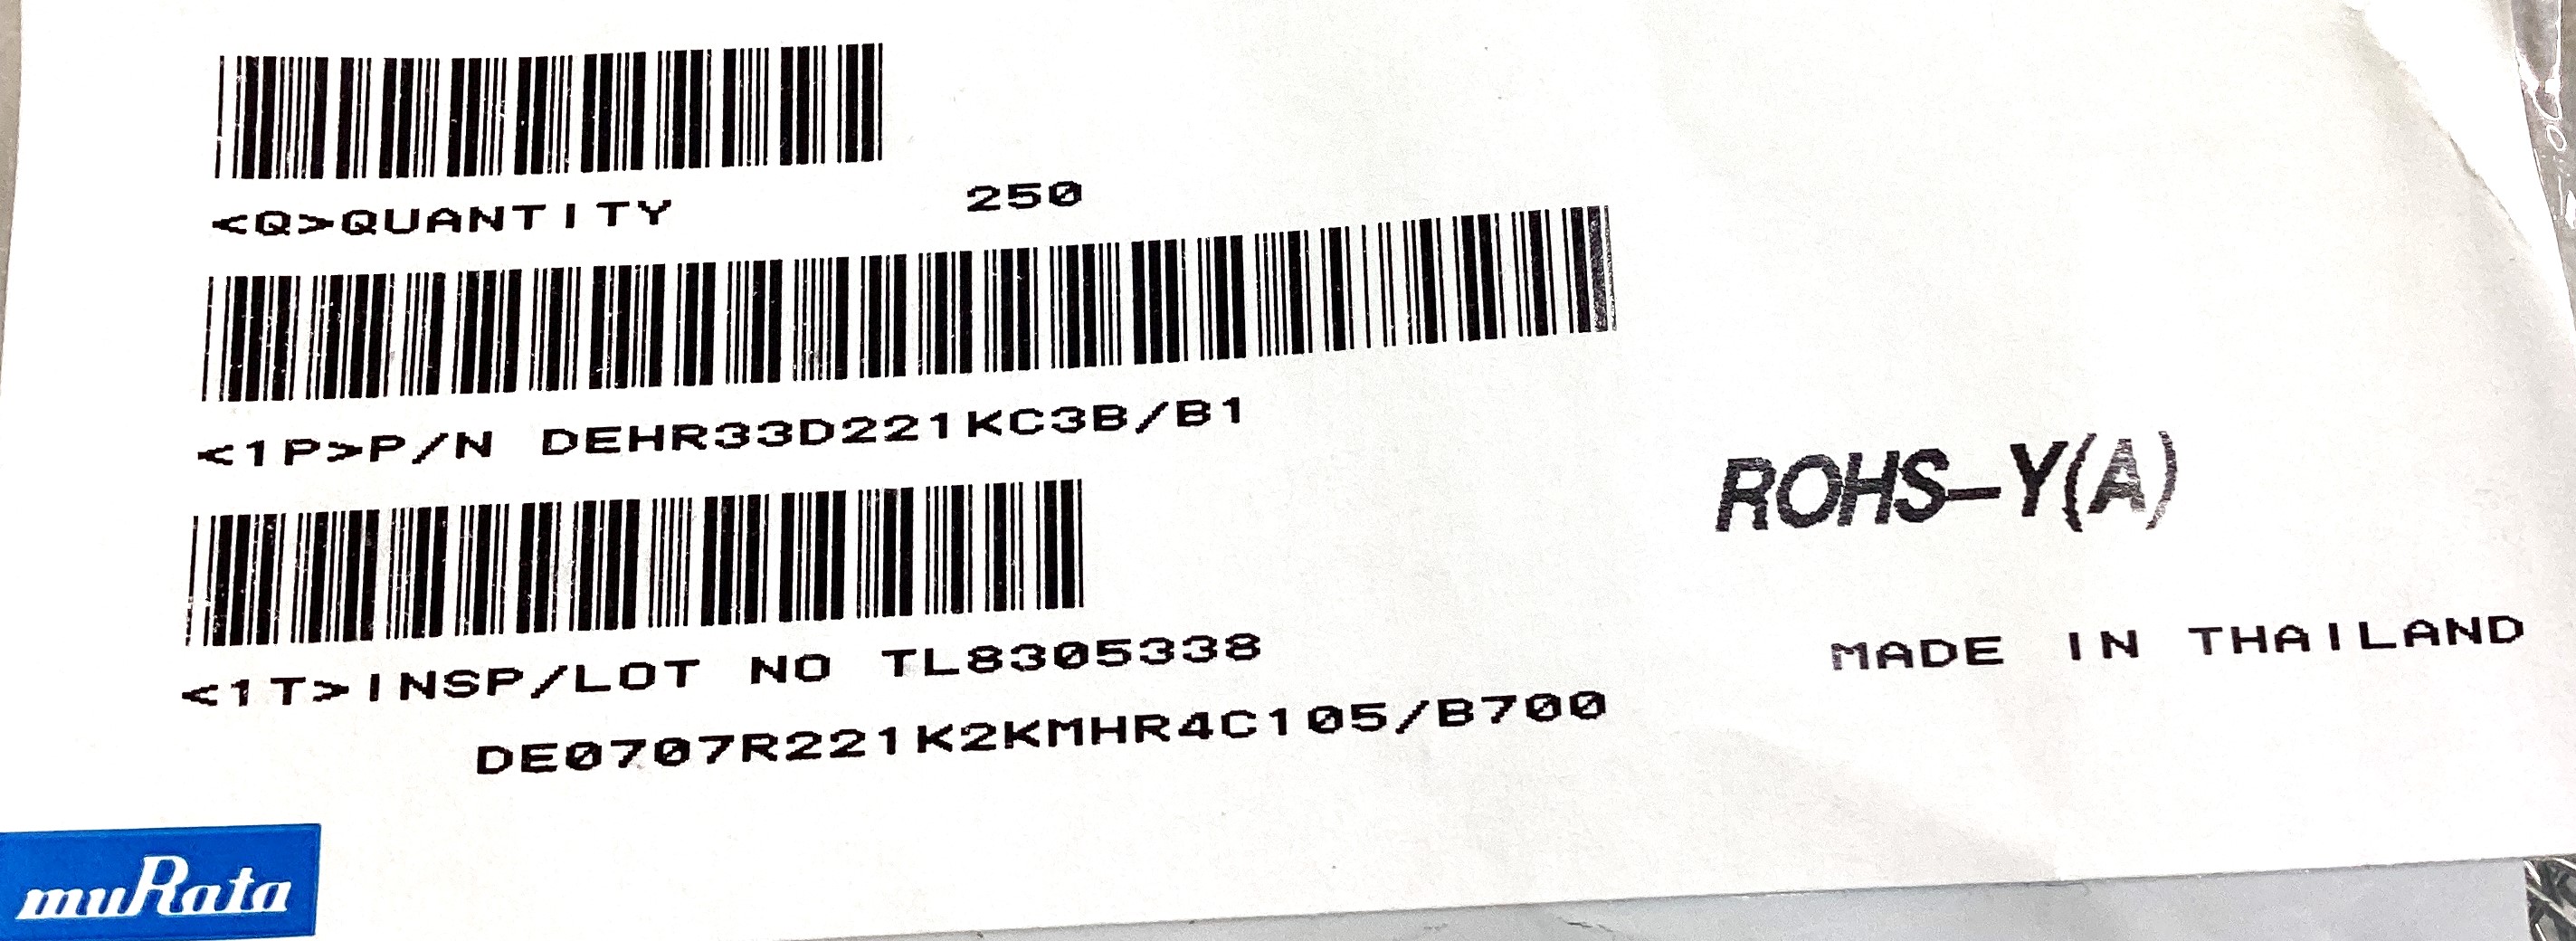 <Q>QUANTITY 250
<1P>P/N DEHR33D221KC3B/B1
ROHS-Y(A)
<1T>INSP/LOT NO TL8305338
MADE IN THAILAND
DE0707R221K2KMHR4C105/B700
muRata